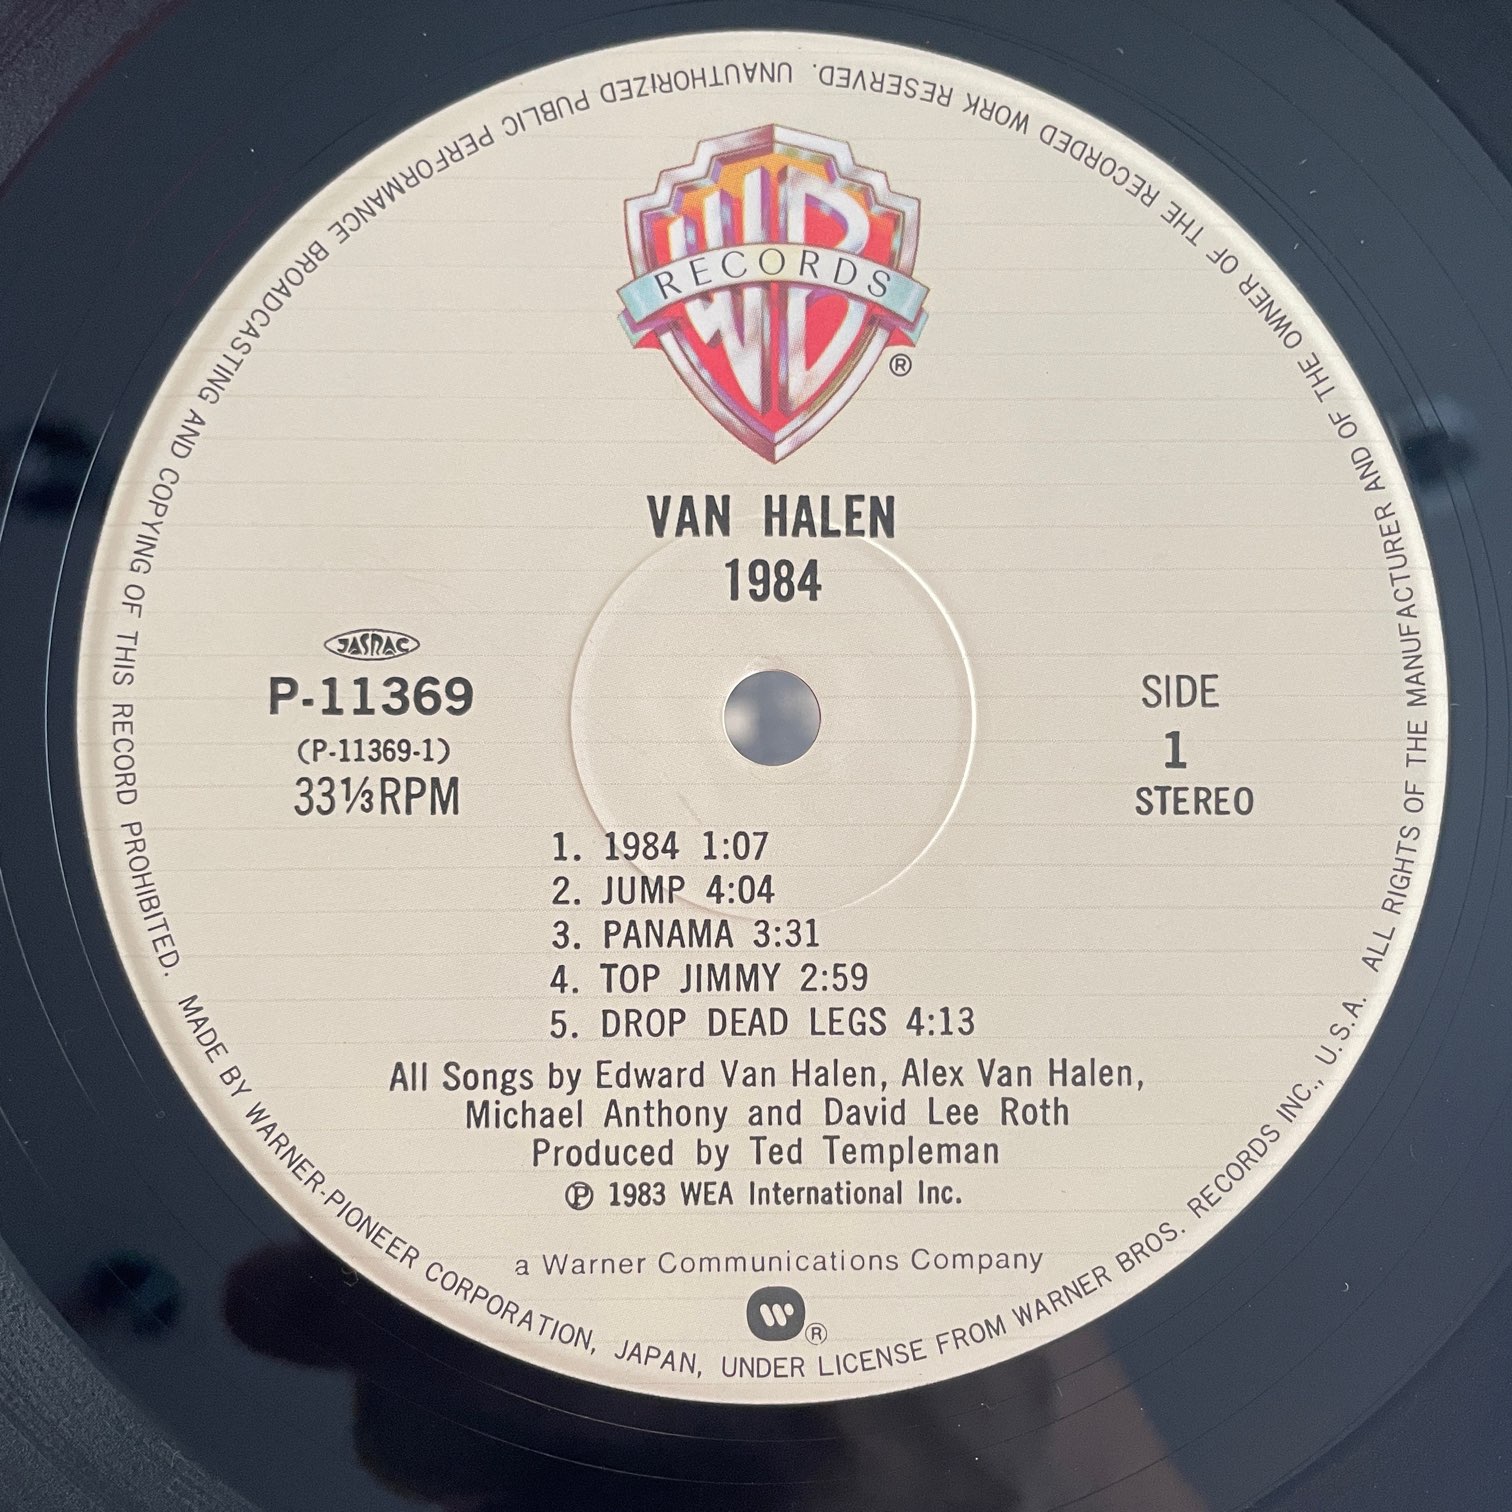 WB
RECORDS
®
VAN HALEN
1984
JASRAC
P-11369
(P-11369-1)
33⅓RPM
SIDE
1
STEREO
1. 1984 1:07
2. JUMP 4:04
3. PANAMA 3:31
4. TOP JIMMY 2:59
5. DROP DEAD LEGS 4:13
All Songs by Edward Van Halen, Alex Van Halen,
Michael Anthony and David Lee Roth
Produced by Ted Templeman
℗ 1983 WEA International Inc.
a Warner Communications Company
®
MADE BY WARNER-PIONEER CORPORATION, JAPAN, UNDER LICENSE FROM WARNER BROS. RECORDS INC., U.S.A. ALL RIGHTS OF THE MANUFACTURER AND OF THE OWNER OF THE RECORDED WORK RESERVED. UNAUTHORIZED PUBLIC PERFORMANCE BROADCASTING AND COPYING OF THIS RECORD PROHIBITED.